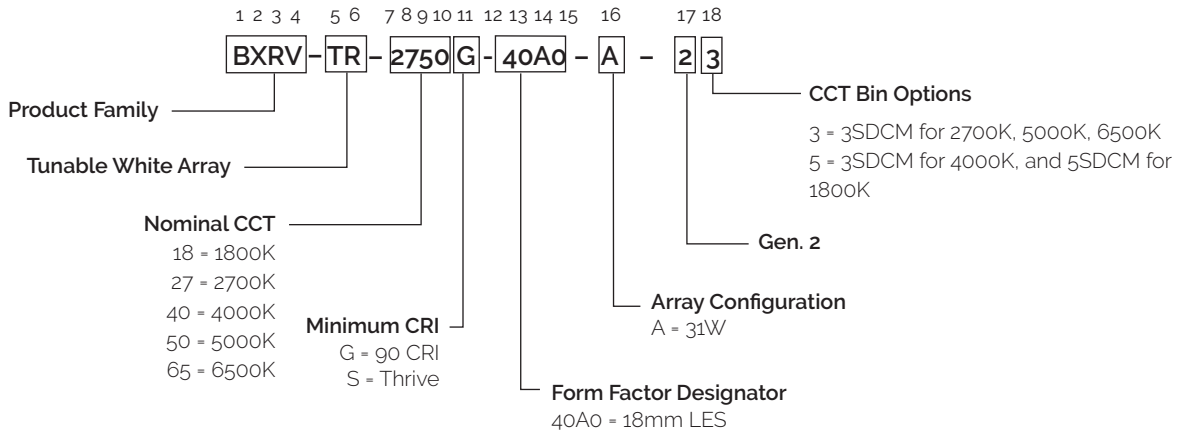 1 2 3 4 5 6 7 8 9 10 11 12 13 14 15 16 17 18
BXRV – TR – 2750 G - 40A0 – A – 2 3
Product Family
Tunable White Array
Nominal CCT
18 = 1800K
27 = 2700K
40 = 4000K
50 = 5000K
65 = 6500K
Minimum CRI
G = 90 CRI
S = Thrive
Form Factor Designator
40A0 = 18mm LES
Array Configuration
A = 31W
Gen. 2
CCT Bin Options
3 = 3SDCM for 2700K, 5000K, 6500K
5 = 3SDCM for 4000K, and 5SDCM for
1800K